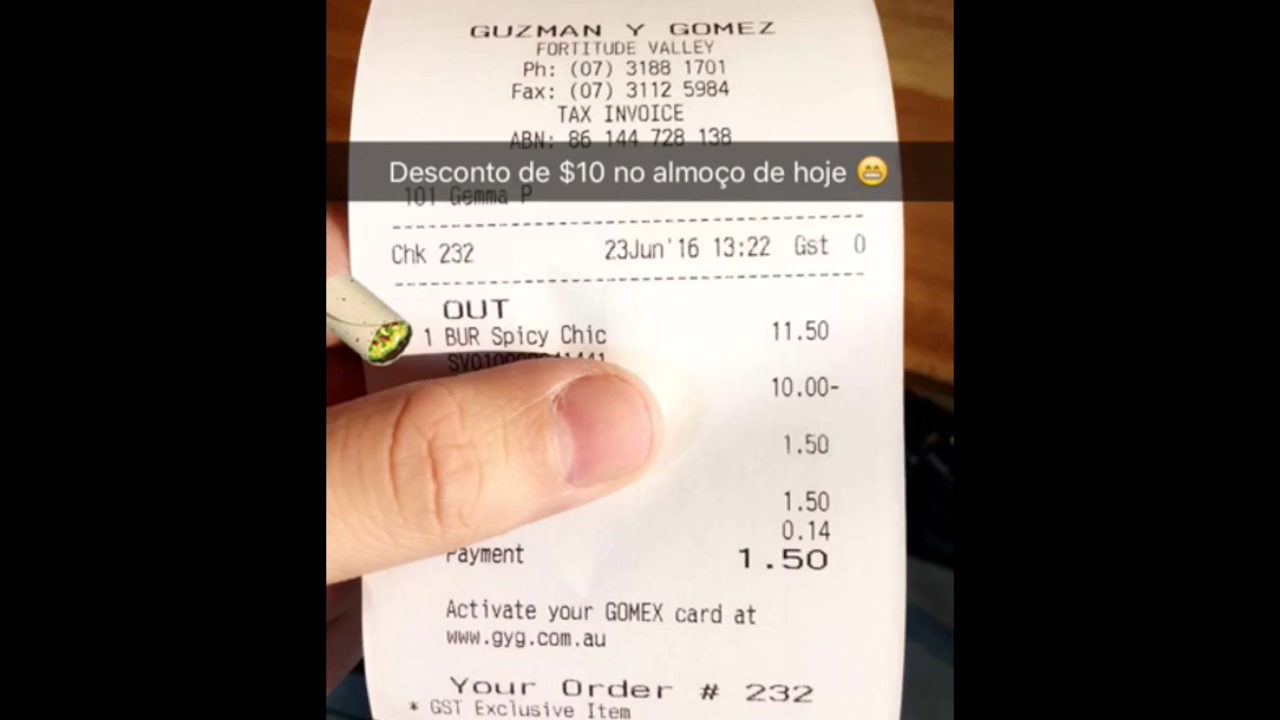 GUZMAN Y GOMEZ
FORTITUDE VALLEY
Ph: (07) 3188 1701
Fax: (07) 3112 5984
TAX INVOICE
ABN: 86 144 728 138
Desconto de $10 no almoço de hoje 😁
101 Gemma P
Chk 232 23Jun'16 13:22 Gst 0
OUT
1 BUR Spicy Chic 11.50
10.00-
1.50
1.50
0.14
Payment 1.50
Activate your GOMEX card at
www.gyg.com.au
Your Order # 232
* GST Exclusive Item